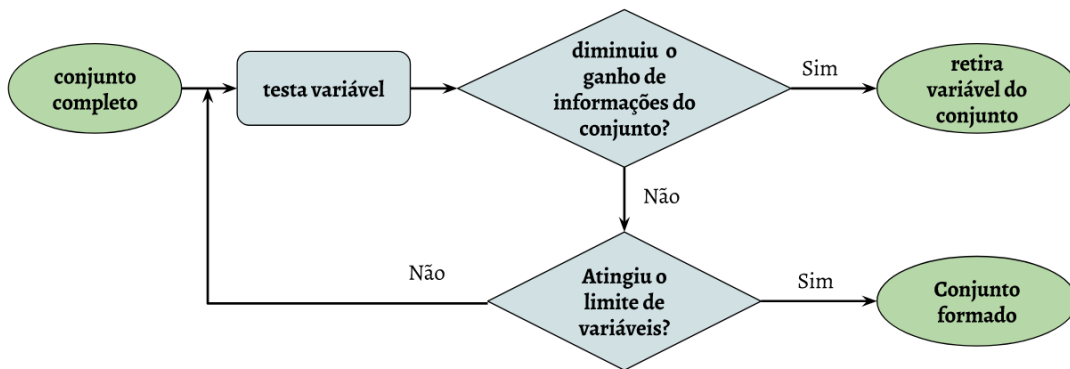 conjunto
completo
testa variável
diminuiu o
ganho de
informações do
conjunto?
Sim
retira
variável do
conjunto
Não
Não
Atingiu o
limite de
variáveis?
Sim
Conjunto
formado